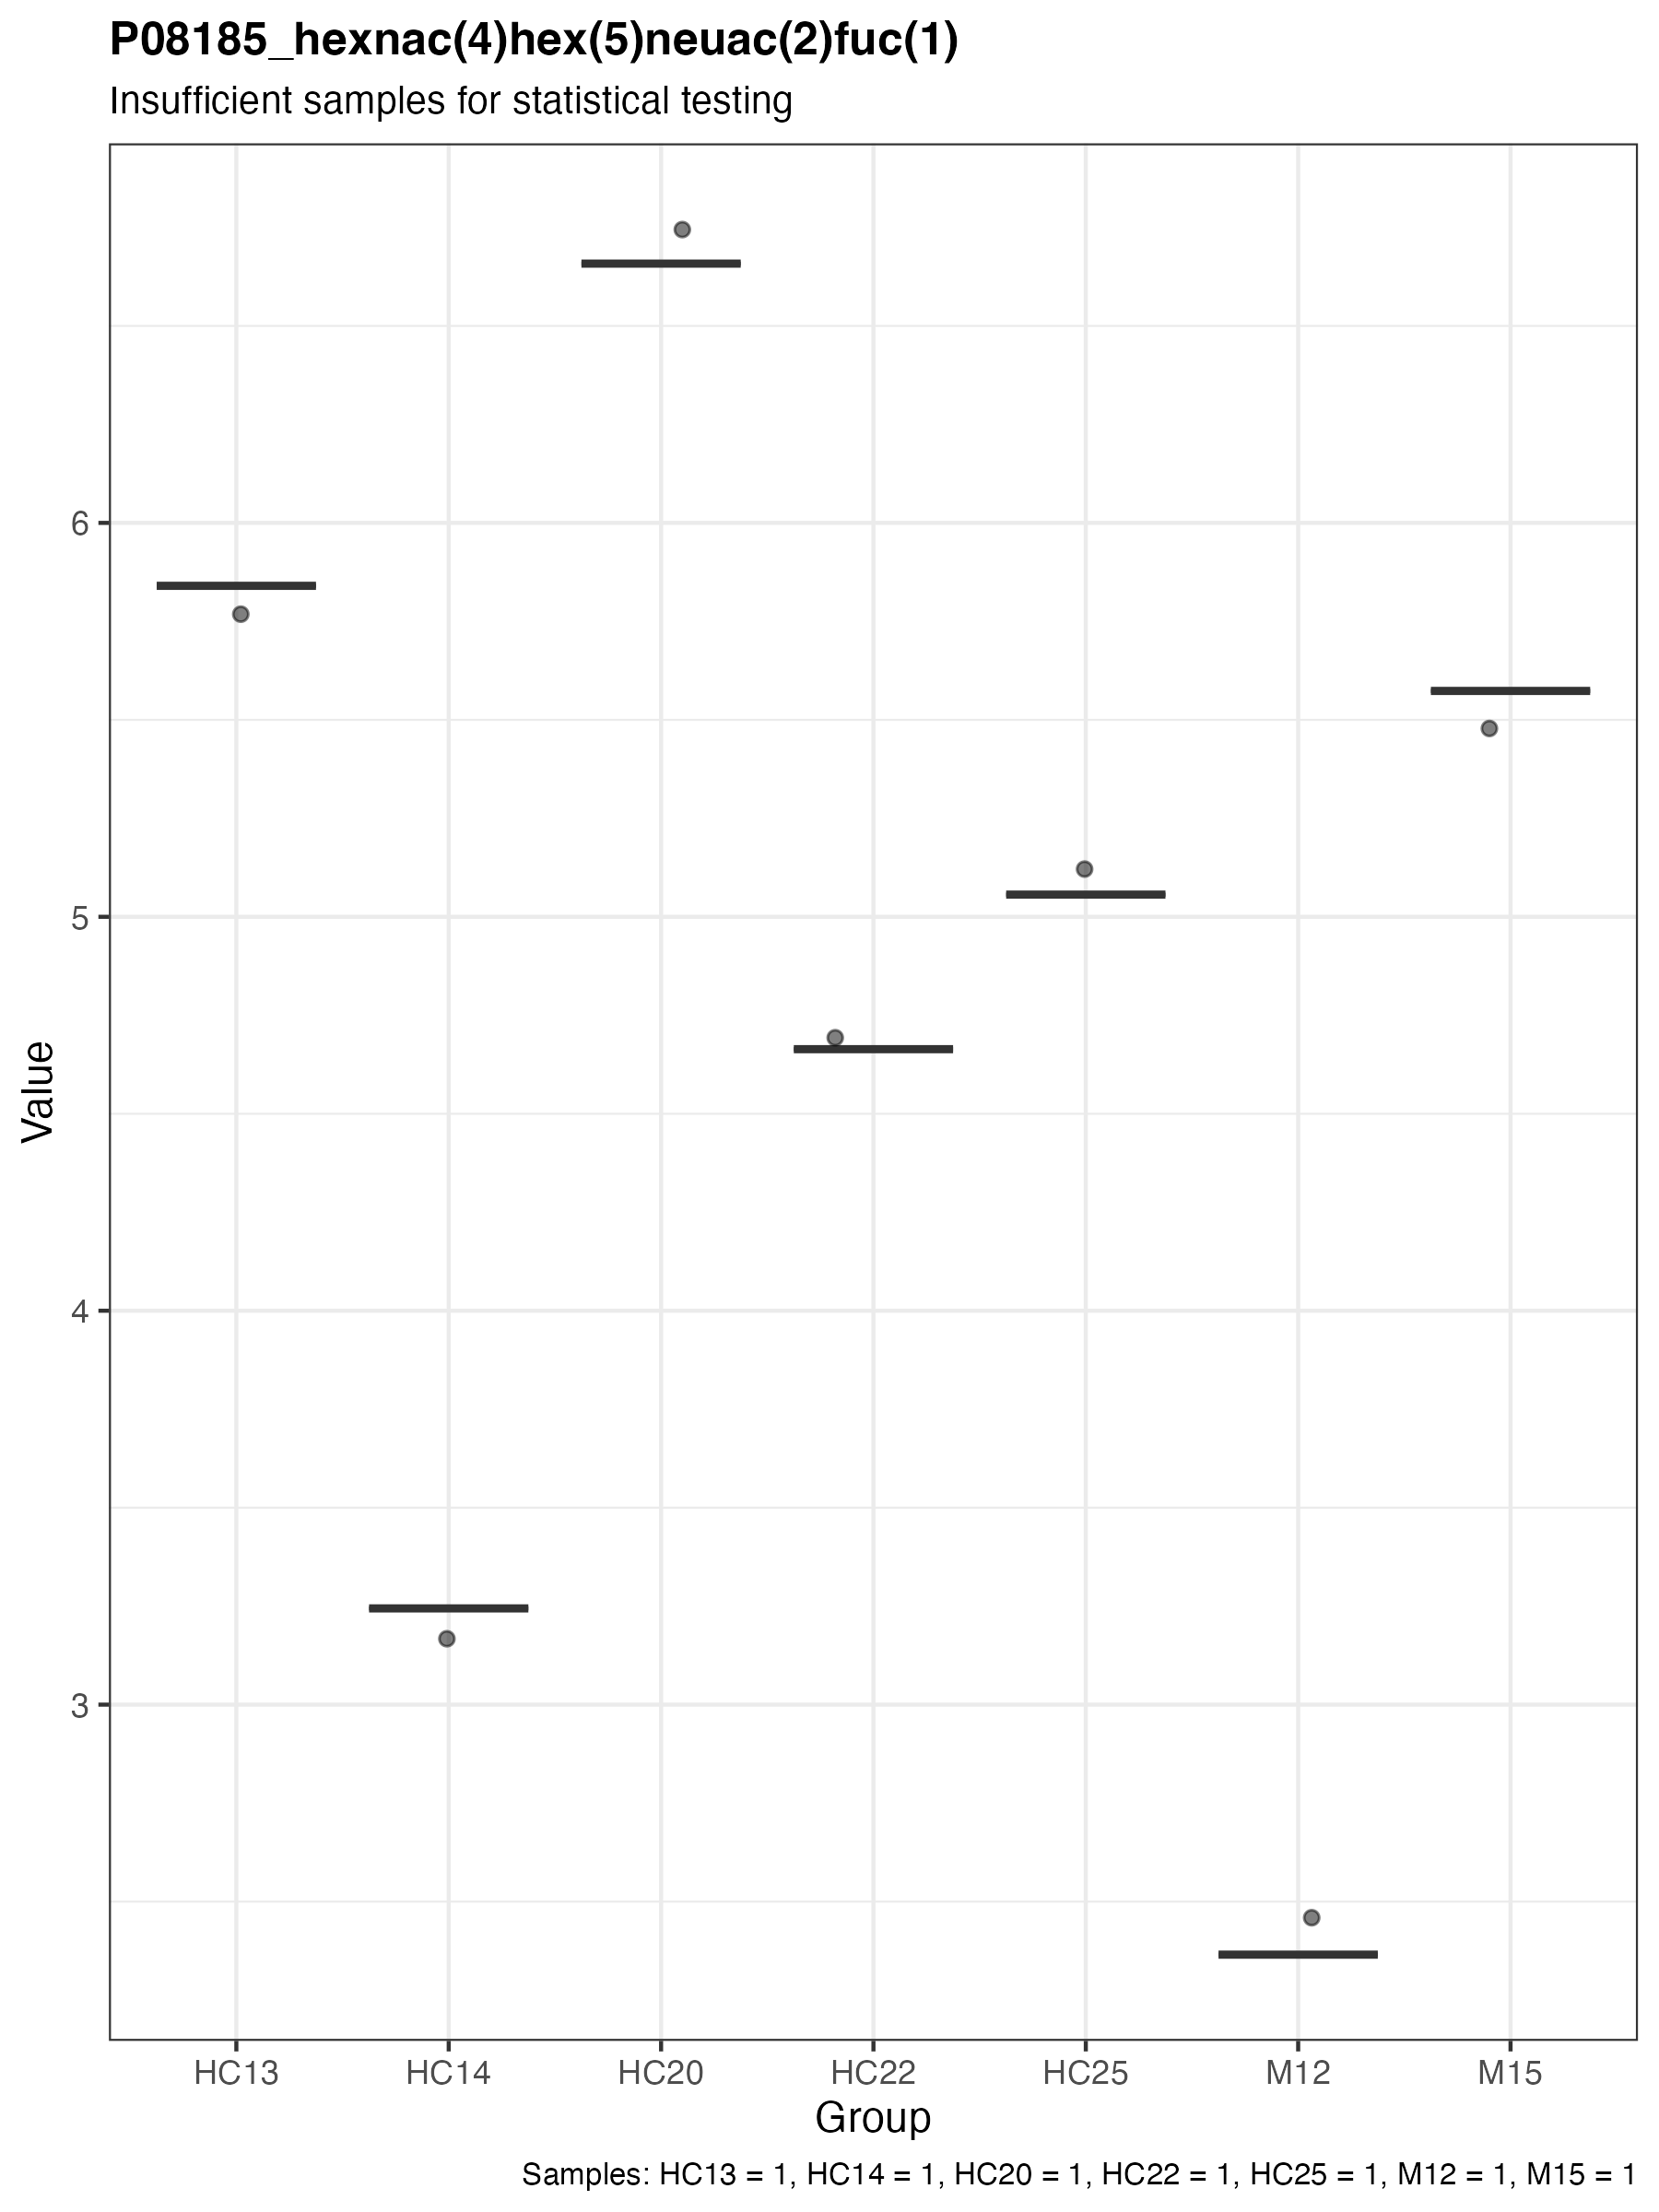 P08185_hexnac(4)hex(5)neuac(2)fuc(1)
Insufficient samples for statistical testing
6
5
4
3
Value
HC13 HC14 HC20 HC22 HC25 M12 M15
Group
Samples: HC13 = 1, HC14 = 1, HC20 = 1, HC22 = 1, HC25 = 1, M12 = 1, M15 = 1